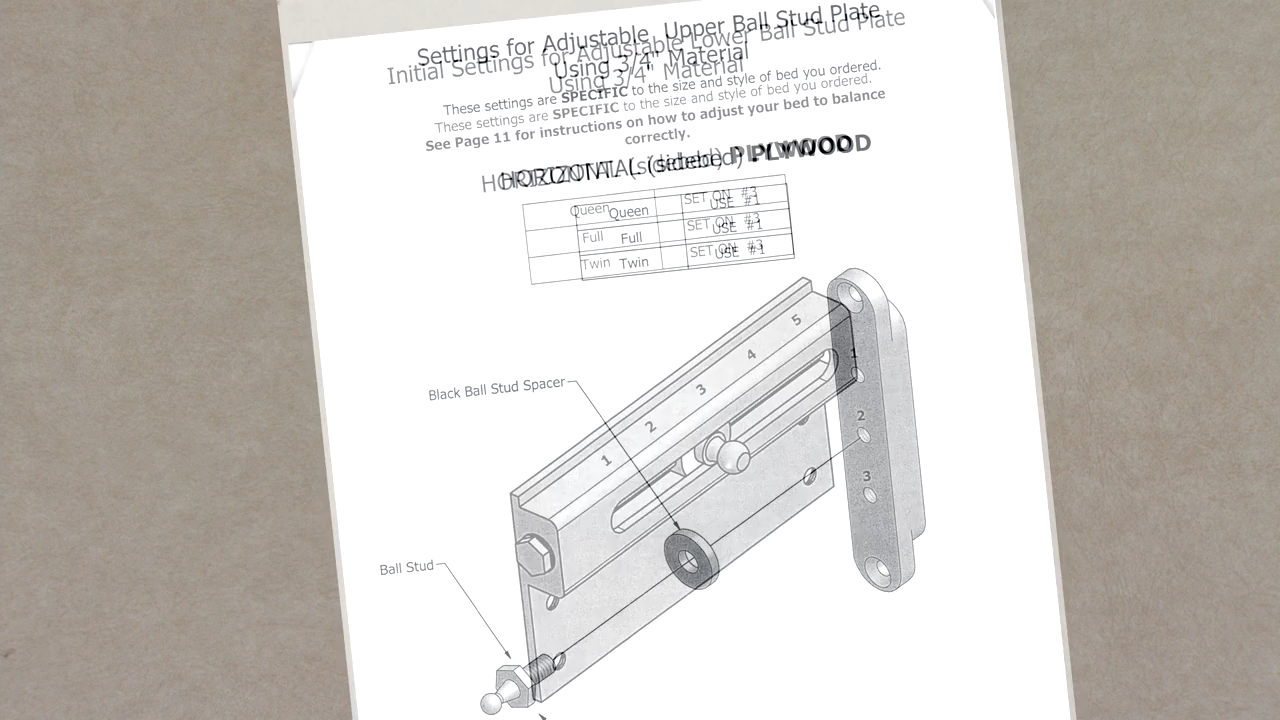 Settings for Adjustable Upper Ball Stud Plate
Initial Settings for Adjustable Lower Ball Stud Plate
Using 3/4" Material
Using 3/4" Material
These settings are SPECIFIC to the size and style of bed you ordered.
These settings are SPECIFIC to the size and style of bed you ordered.
See Page 11 for instructions on how to adjust your bed to balance
correctly.
HORIZONTAL (sidebed) PLYWOOD
HORIZONTAL (sidebed) PLYWOOD
Queen SET ON #3
Queen USE #1
Full SET ON #3
Full USE #1
Twin SET ON #3
Twin USE #1
5
4
3
2
1
1
2
3
Black Ball Stud Spacer
Ball Stud